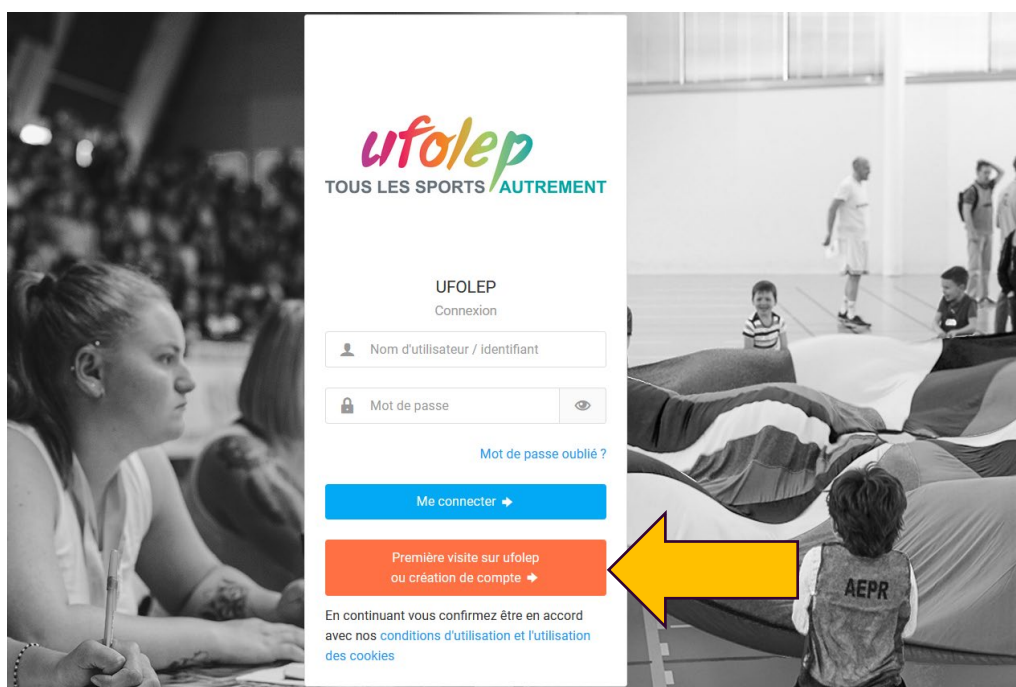 ufolep
TOUS LES SPORTS AUTREMENT
UFOLEP
Connexion
Nom d'utilisateur / identifiant
Mot de passe
Mot de passe oublié ?
Me connecter
Première visite sur ufolep
ou création de compte
En continuant vous confirmez être en accord
avec nos conditions d'utilisation et l'utilisation
des cookies
AEPR